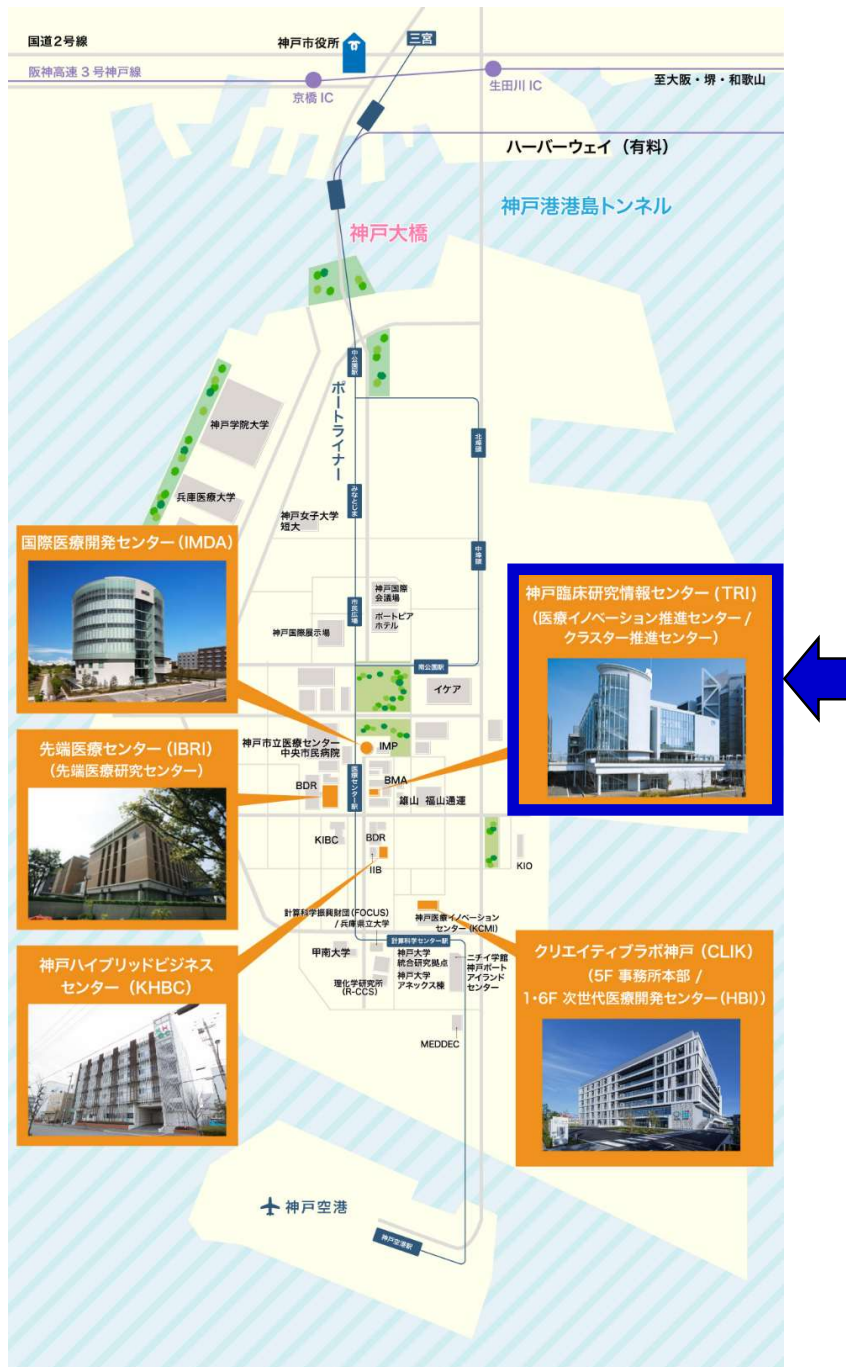 国道2号線
神戸市役所
三宮
阪神高速3号神戸線
京橋 IC
生田川 IC
至大阪・堺・和歌山
ハーバーウェイ（有料）
神戸港港島トンネル
神戸大橋
中公園駅
ポートライナー
神戸学院大学
北埠頭
兵庫医療大学
みなとじま
神戸女子大学
短大
中埠頭
国際医療開発センター（IMDA）
神戸臨床研究情報センター（TRI）
（医療イノベーション推進センター /
クラスター推進センター）
神戸国際
会議場
市民広場
ポートピア
ホテル
神戸国際展示場
南公園駅
イケア
先端医療センター（IBRI）
（先端医療研究センター）
神戸市立医療センター
中央市民病院
IMP
医療センター駅
BMA
BDR
雄山
福山通運
KIBC
BDR
IIB
KIO
計算科学振興財団（FOCUS）
/ 兵庫県立大学
神戸医療イノベーション
センター（KCMI）
計算科学センター駅
甲南大学
神戸大学
統合研究拠点
神戸大学
アネックス棟
ニチイ学館
神戸ポート
アイランド
センター
理化学研究所
（R-CCS）
MEDDEC
神戸ハイブリッドビジネス
センター（KHBC）
クリエイティブラボ神戸（CLIK）
（5F 事務所本部 /
1・6F 次世代医療開発センター（HBI））
神戸空港
神戸空港駅